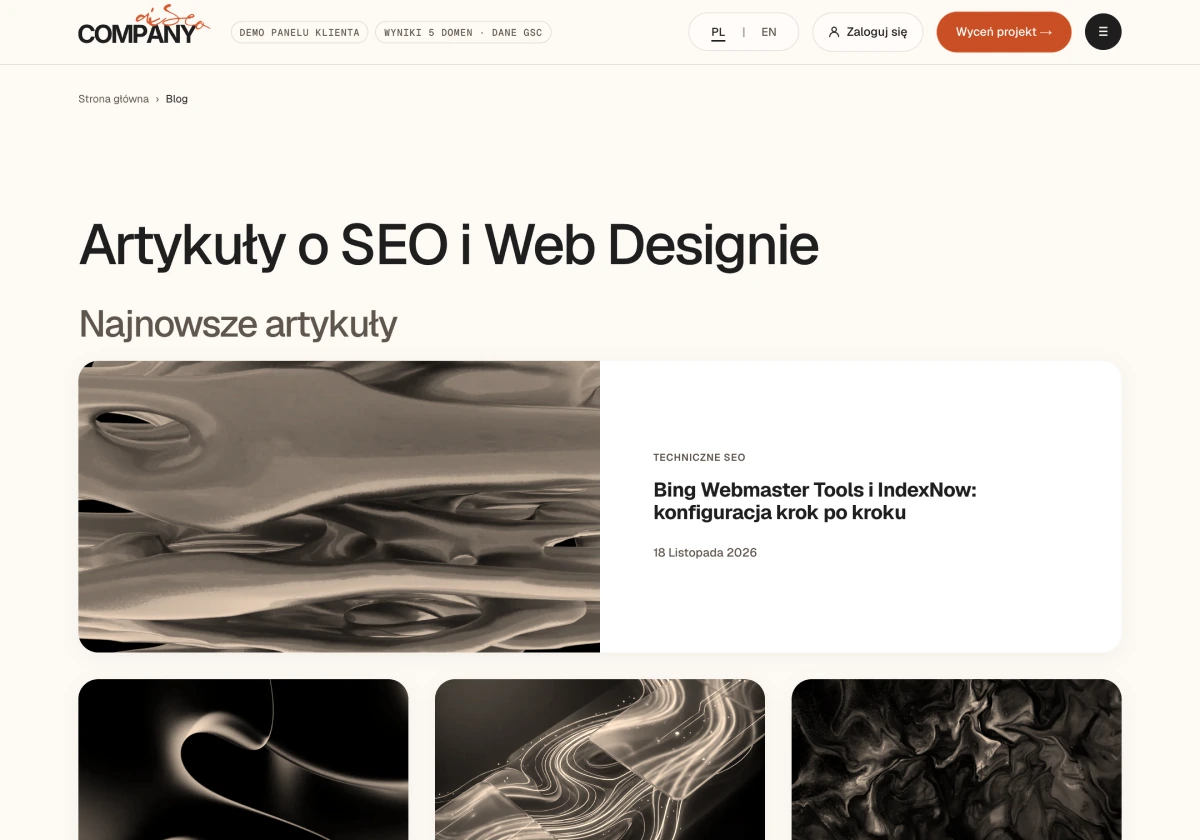 COMPANY
DEMO PANELU KLIENTA
WYNIKI 5 DOMEN · DANE GSC
PL | EN
Zaloguj się
Wyceń projekt →
Strona główna › Blog
Artykuły o SEO i Web Designie
Najnowsze artykuły
TECHNICZNE SEO
Bing Webmaster Tools i IndexNow:
konfiguracja krok po kroku
18 Listopada 2026